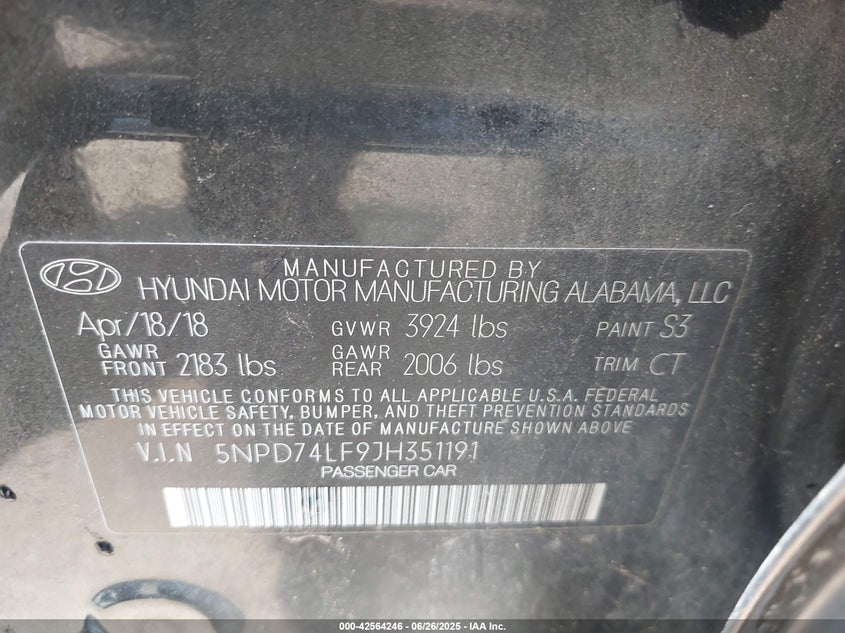 MANUFACTURED BY
HYUNDAI MOTOR MANUFACTURING ALABAMA, LLC
Apr/18/18 GVWR 3924 lbs PAINT S3
GAWR FRONT 2183 lbs GAWR REAR 2006 lbs TRIM CT
THIS VEHICLE CONFORMS TO ALL APPLICABLE U.S.A. FEDERAL
MOTOR VEHICLE SAFETY, BUMPER, AND THEFT PREVENTION STANDARDS
IN EFFECT ON THE DATE OF MANUFACTURE SHOWN ABOVE
V.I.N 5NPD74LF9JH351191
PASSENGER CAR
000-42564246 - 06/26/2025 - IAA Inc.